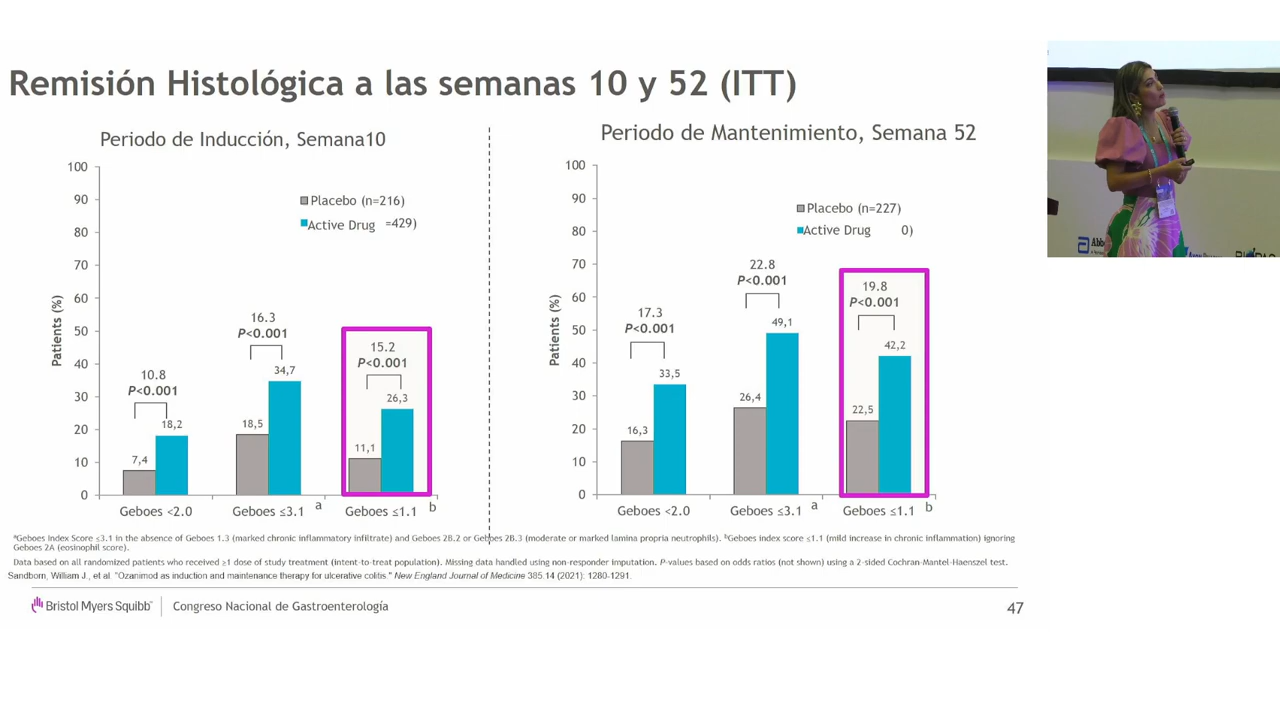 Remisión Histológica a las semanas 10 y 52 (ITT)
Periodo de Inducción, Semana10
Patients (%)
100
90
80
70
60
50
40
30
20
10
0
Placebo (n=216)
Active Drug =429)
10.8
P<0.001
7,4
18,2
16.3
P<0.001
18,5
34,7
15.2
P<0.001
11,1
26,3
Geboes <2.0
Geboes ≤3.1 a
Geboes ≤1.1 b
Periodo de Mantenimiento, Semana 52
Patients (%)
100
90
80
70
60
50
40
30
20
10
0
Placebo (n=227)
Active Drug 0)
17.3
P<0.001
16,3
33,5
22.8
P<0.001
26,4
49,1
19.8
P<0.001
22,5
42,2
Geboes <2.0
Geboes ≤3.1 a
Geboes ≤1.1 b
aGeboes Index Score ≤3.1 in the absence of Geboes 1.3 (marked chronic inflammatory infiltrate) and Geboes 2B.2 or Geboes 2B.3 (moderate or marked lamina propria neutrophils). bGeboes index score ≤1.1 (mild increase in chronic inflammation) ignoring
Geboes 2A (eosinophil score).
Data based on all randomized patients who received ≥1 dose of study treatment (intent-to-treat population). Missing data handled using non-responder imputation. P-values based on odds ratios (not shown) using a 2-sided Cochran-Mantel-Haenszel test.
Sandborn, William J., et al. "Ozanimod as induction and maintenance therapy for ulcerative colitis." New England Journal of Medicine 385.14 (2021): 1280-1291.
Bristol Myers Squibb™
Congreso Nacional de Gastroenterología
47
Abb